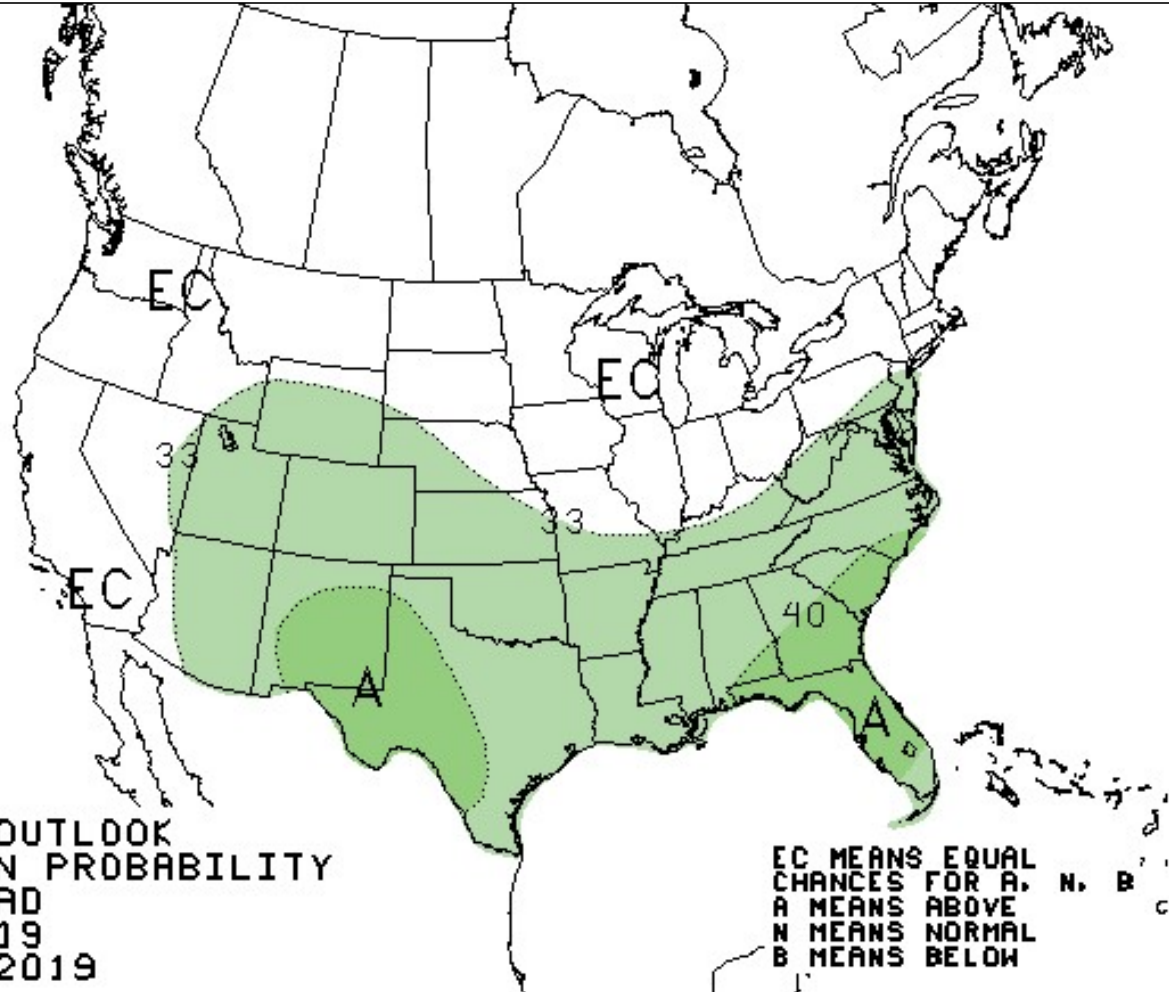 EC
EC
33
33
EC
40
A
A
OUTLOOK
N PROBABILITY
AD
19
2019
EC MEANS EQUAL
CHANCES FOR A, N, B
A MEANS ABOVE
N MEANS NORMAL
B MEANS BELOW